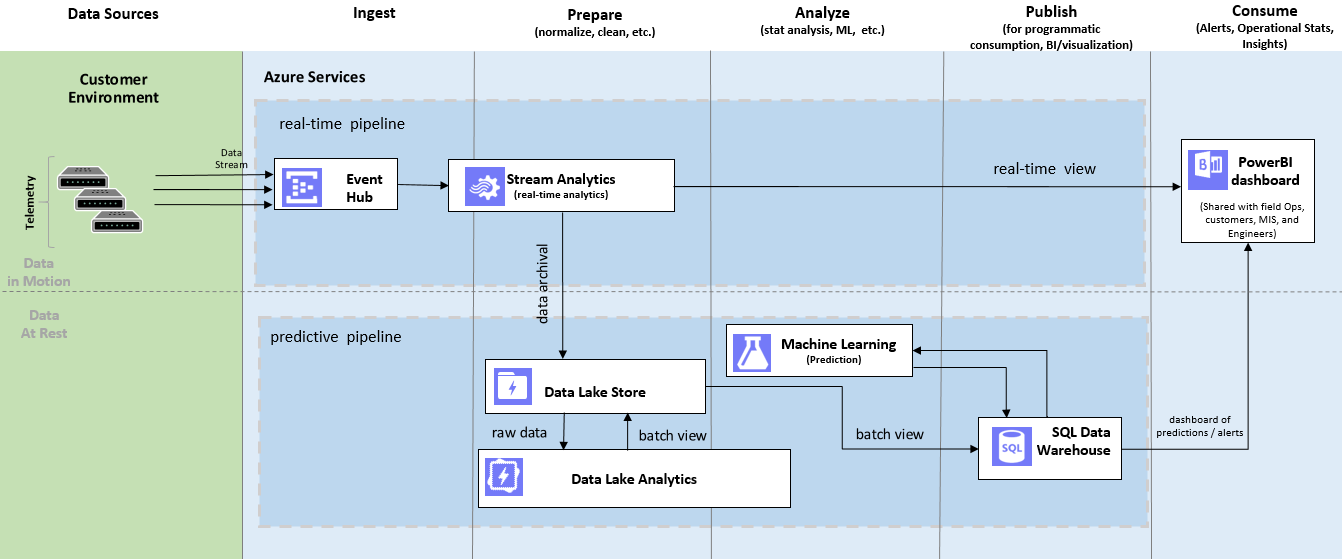 Data Sources
Ingest
Prepare
(normalize, clean, etc.)
Analyze
(stat analysis, ML, etc.)
Publish
(for programmatic
consumption, BI/visualization)
Consume
(Alerts, Operational Stats,
Insights)
Customer
Environment
Azure Services
real-time pipeline
Data
Stream
Telemetry
Event
Hub
Stream Analytics
(real-time analytics)
real-time view
PowerBI
dashboard
(Shared with field Ops,
customers, MIS, and
Engineers)
Data
in Motion
data archival
Data
At Rest
predictive pipeline
Machine Learning
(Prediction)
Data Lake Store
raw data
batch view
batch view
SQL
SQL Data
Warehouse
dashboard of
predictions / alerts
Data Lake Analytics